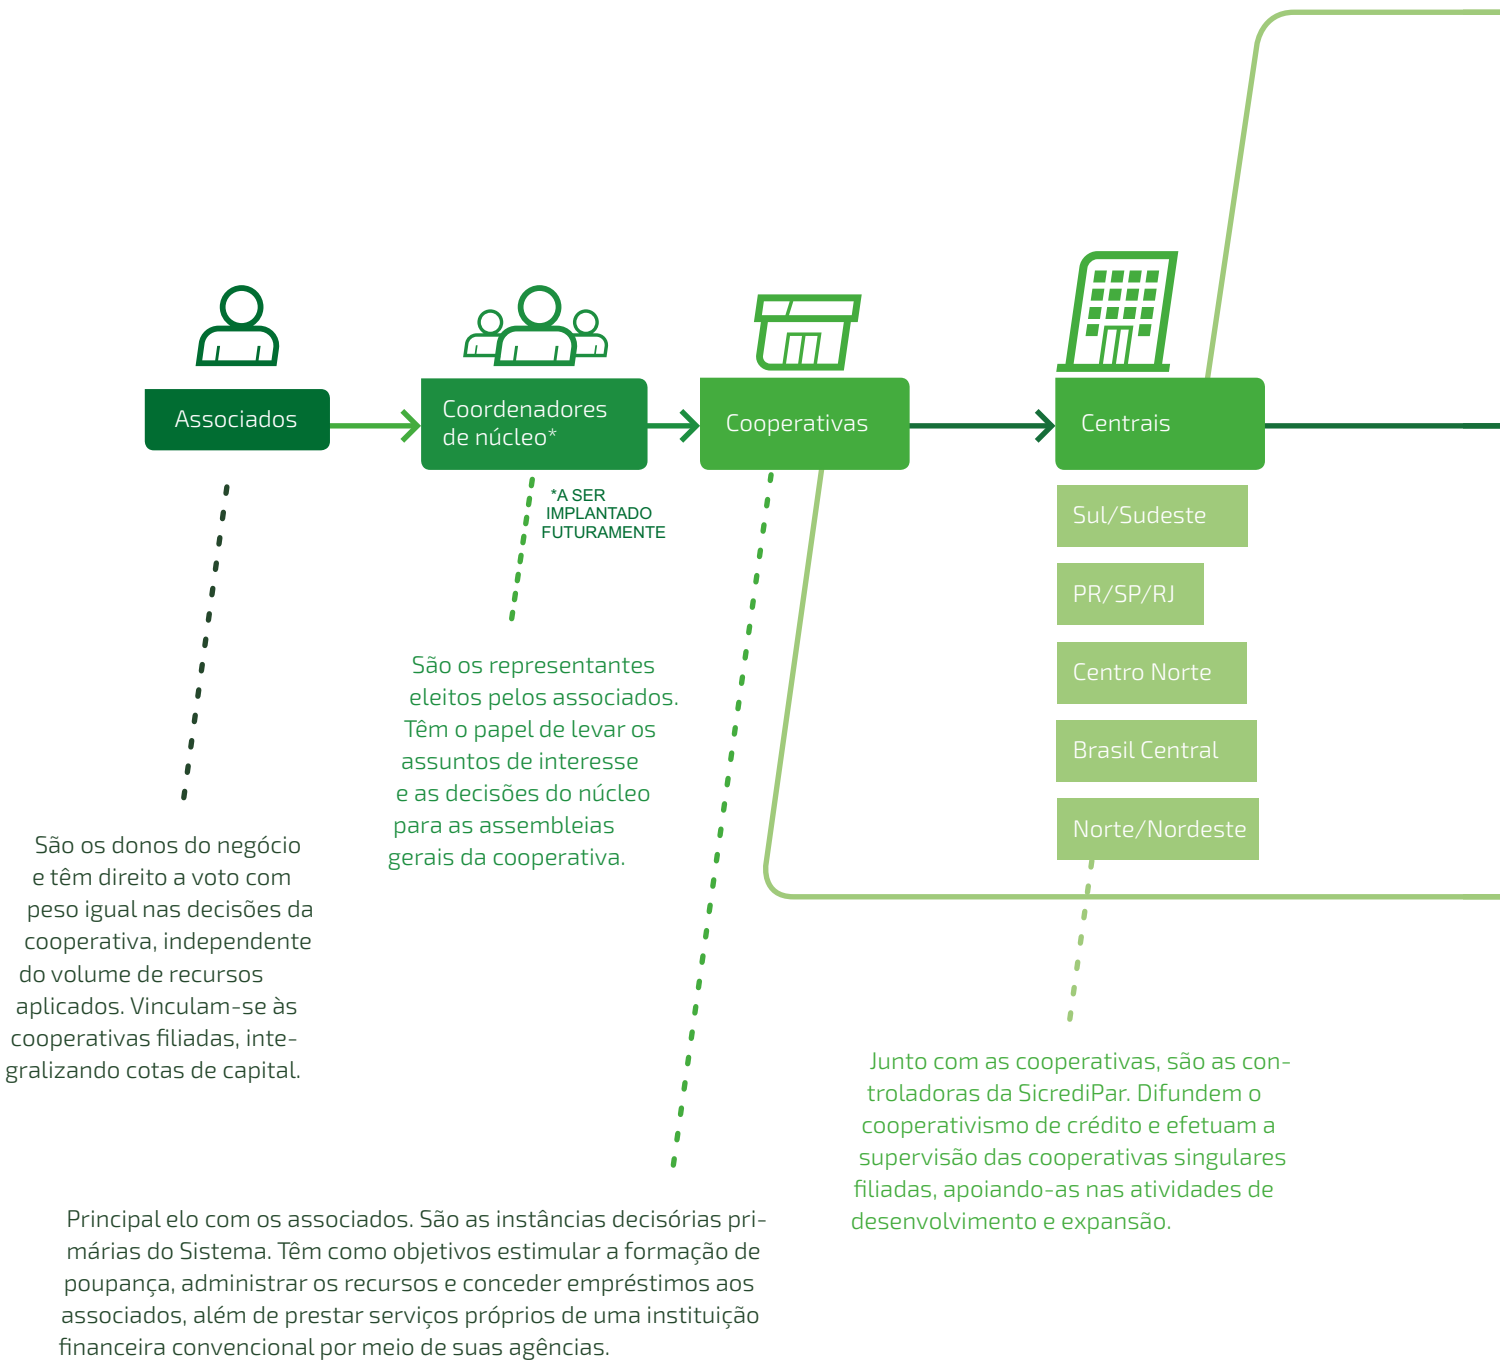 Associados
Coordenadores
de núcleo*
Cooperativas
Centrais
*A SER
IMPLANTADO
FUTURAMENTE
Sul/Sudeste
PR/SP/RJ
Centro Norte
Brasil Central
Norte/Nordeste
São os representantes
eleitos pelos associados.
Têm o papel de levar os
assuntos de interesse
e as decisões do núcleo
para as assembleias
gerais da cooperativa.
São os donos do negócio
e têm direito a voto com
peso igual nas decisões da
cooperativa, independente
do volume de recursos
aplicados. Vinculam-se às
cooperativas filiadas, inte-
gralizando cotas de capital.
Junto com as cooperativas, são as con-
troladoras da SicrediPar. Difundem o
cooperativismo de crédito e efetuam a
supervisão das cooperativas singulares
filiadas, apoiando-as nas atividades de
desenvolvimento e expansão.
Principal elo com os associados. São as instâncias decisórias pri-
márias do Sistema. Têm como objetivos estimular a formação de
poupança, administrar os recursos e conceder empréstimos aos
associados, além de prestar serviços próprios de uma instituição
financeira convencional por meio de suas agências.